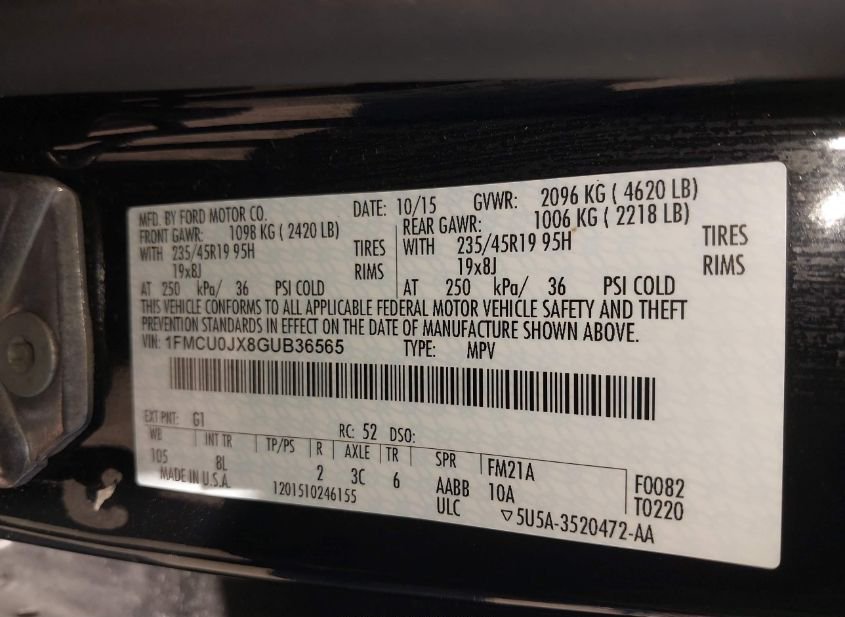 MFD. BY FORD MOTOR CO. DATE: 10/15 GVWR: 2096 KG ( 4620 LB)
FRONT GAWR: 1098 KG ( 2420 LB) REAR GAWR: 1006 KG ( 2218 LB)
WITH 235/45R19 95H TIRES WITH 235/45R19 95H TIRES
19x8J RIMS 19x8J RIMS
AT 250 kPa/ 36 PSI COLD AT 250 kPa/ 36 PSI COLD
THIS VEHICLE CONFORMS TO ALL APPLICABLE FEDERAL MOTOR VEHICLE SAFETY AND THEFT
PREVENTION STANDARDS IN EFFECT ON THE DATE OF MANUFACTURE SHOWN ABOVE.
VIN: 1FMCU0JX8GUB36565 TYPE: MPV
EXT PNT: G1 RC: 52 DSO:
WB INT TR TP/PS R AXLE TR SPR FM21A F0082
105 8L 2 3C 6 AABB 10A T0220
MADE IN U.S.A. 1201510246155 ULC ▽5U5A-3520472-AA